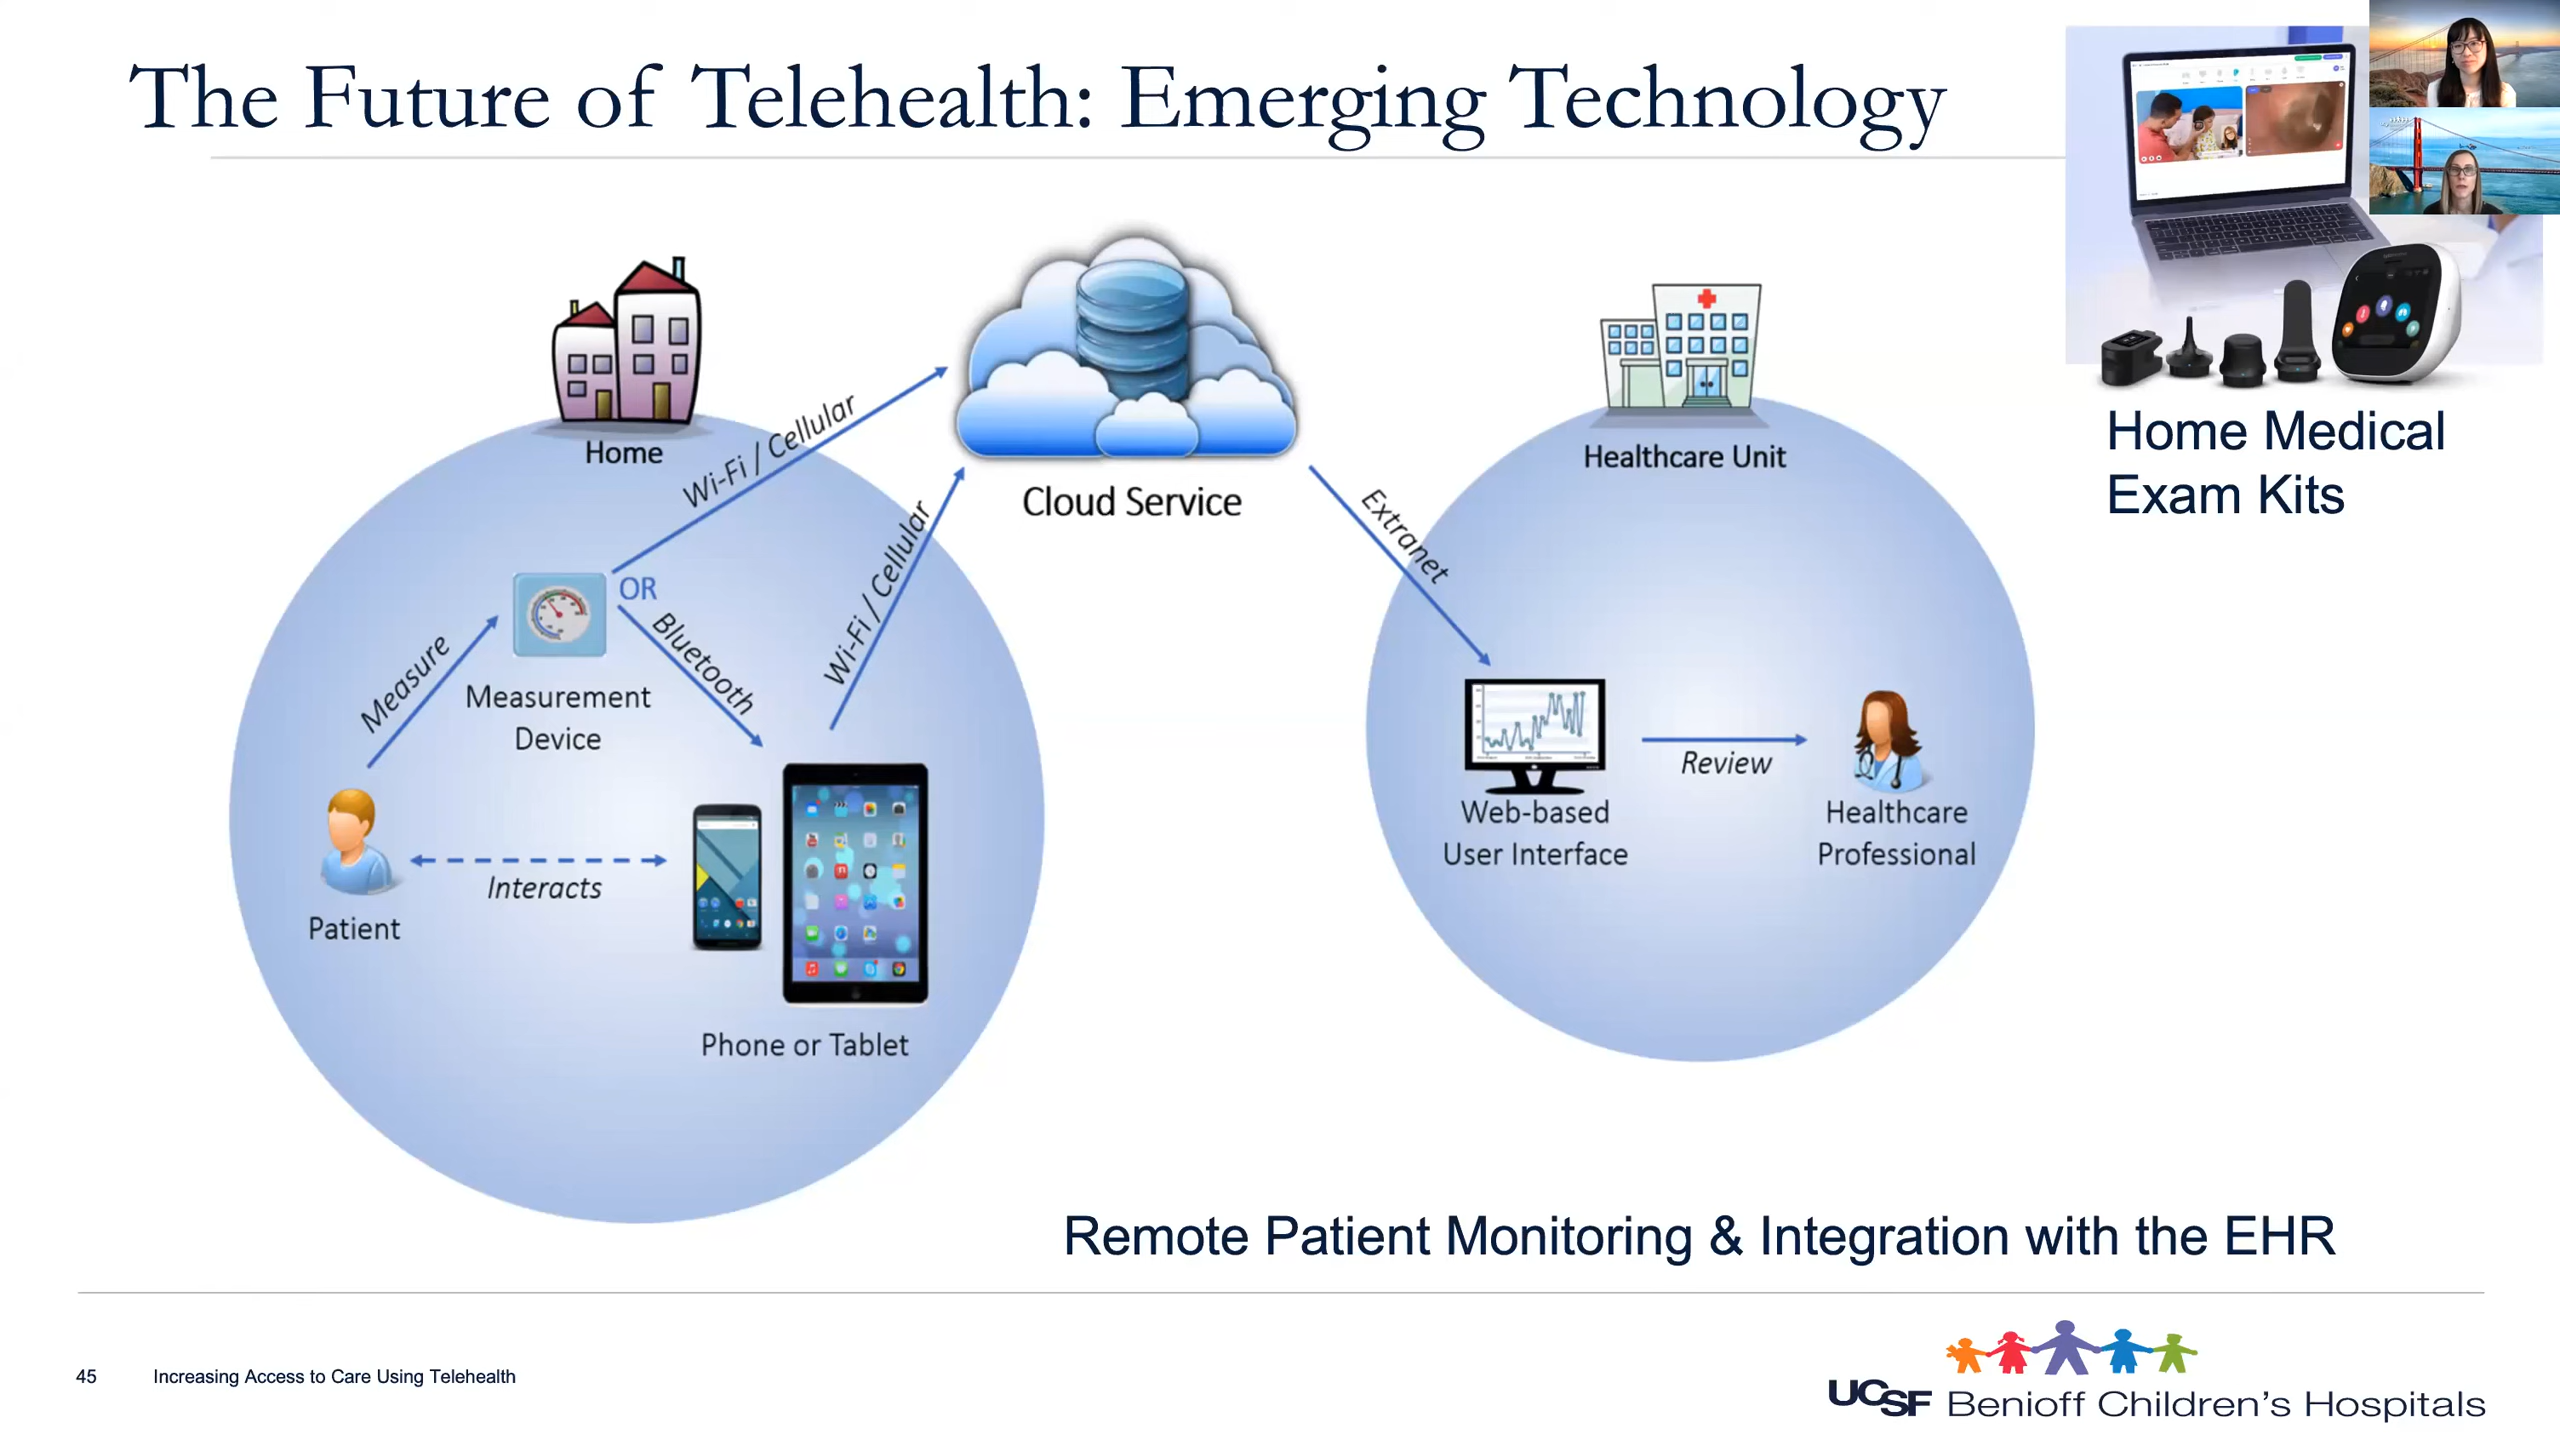 The Future of Telehealth: Emerging Technology
Home
Wi-Fi / Cellular
Cloud Service
Healthcare Unit
Home Medical
Exam Kits
OR
Measure
Measurement
Device
Bluetooth
Wi-Fi / Cellular
Extranet
Patient
Interacts
Phone or Tablet
Web-based
User Interface
Review
Healthcare
Professional
Remote Patient Monitoring & Integration with the EHR
45 Increasing Access to Care Using Telehealth
UCSF Benioff Children's Hospitals